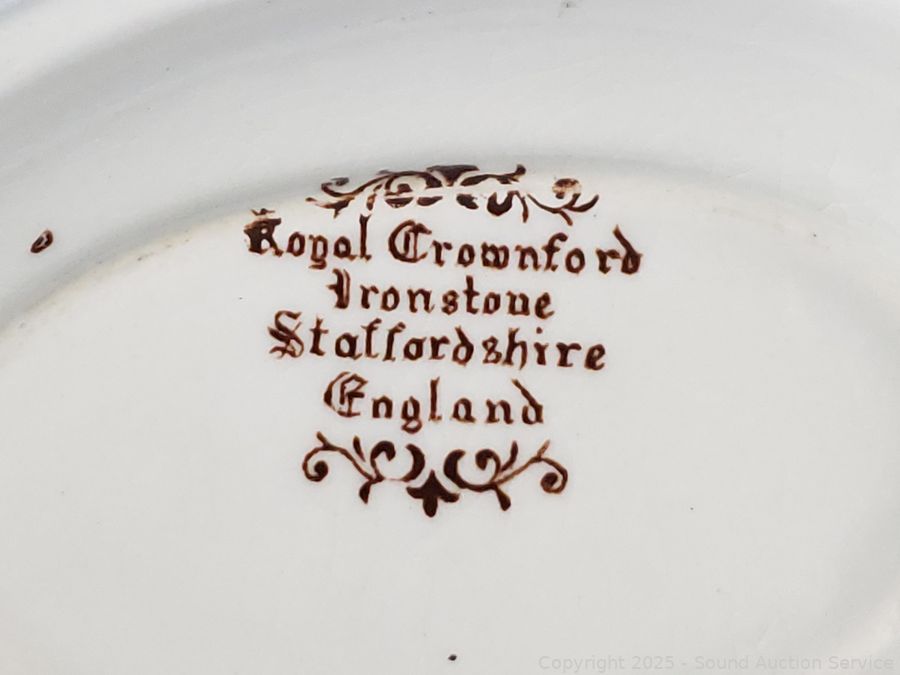 Royal Crownford
Ironstone
Staffordshire
England
Copyright 2025 - Sound Auction Service